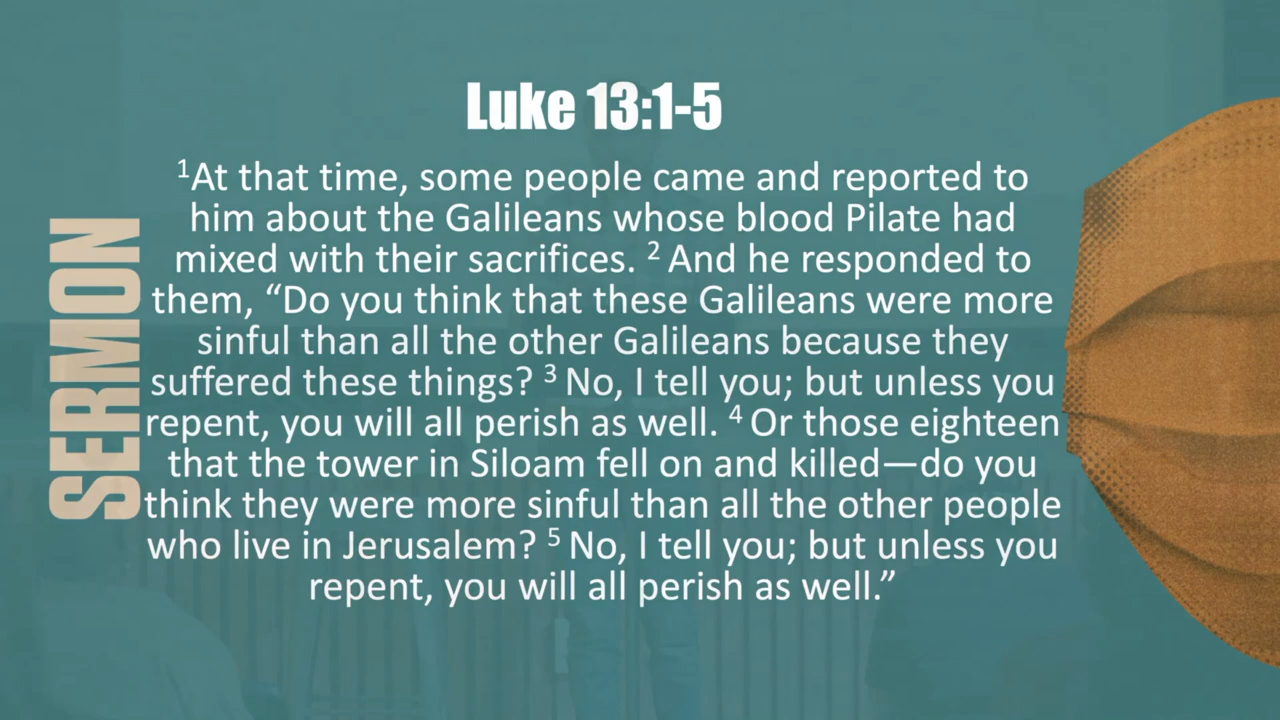 Luke 13:1-5
SERMON
¹At that time, some people came and reported to
him about the Galileans whose blood Pilate had
mixed with their sacrifices. ² And he responded to
them, “Do you think that these Galileans were more
sinful than all the other Galileans because they
suffered these things? ³ No, I tell you; but unless you
repent, you will all perish as well. ⁴ Or those eighteen
that the tower in Siloam fell on and killed—do you
think they were more sinful than all the other people
who live in Jerusalem? ⁵ No, I tell you; but unless you
repent, you will all perish as well.”